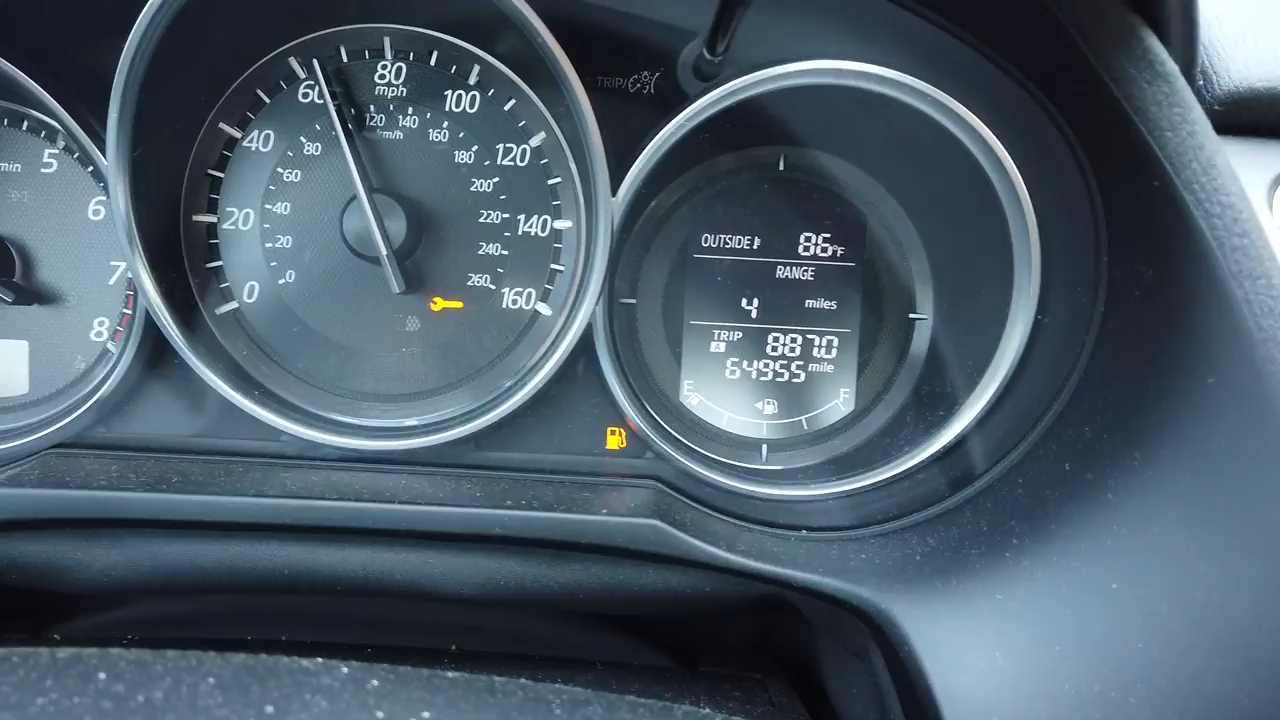 min
5
6
7
8
0
20
40
60
80
100
120
140
160
mph
km/h
0
20
40
60
80
120
140
160
180
200
220
240
260
TRIP/
OUTSIDE 86°F
RANGE
4 miles
TRIP
A 887.0
64955 mile
E F